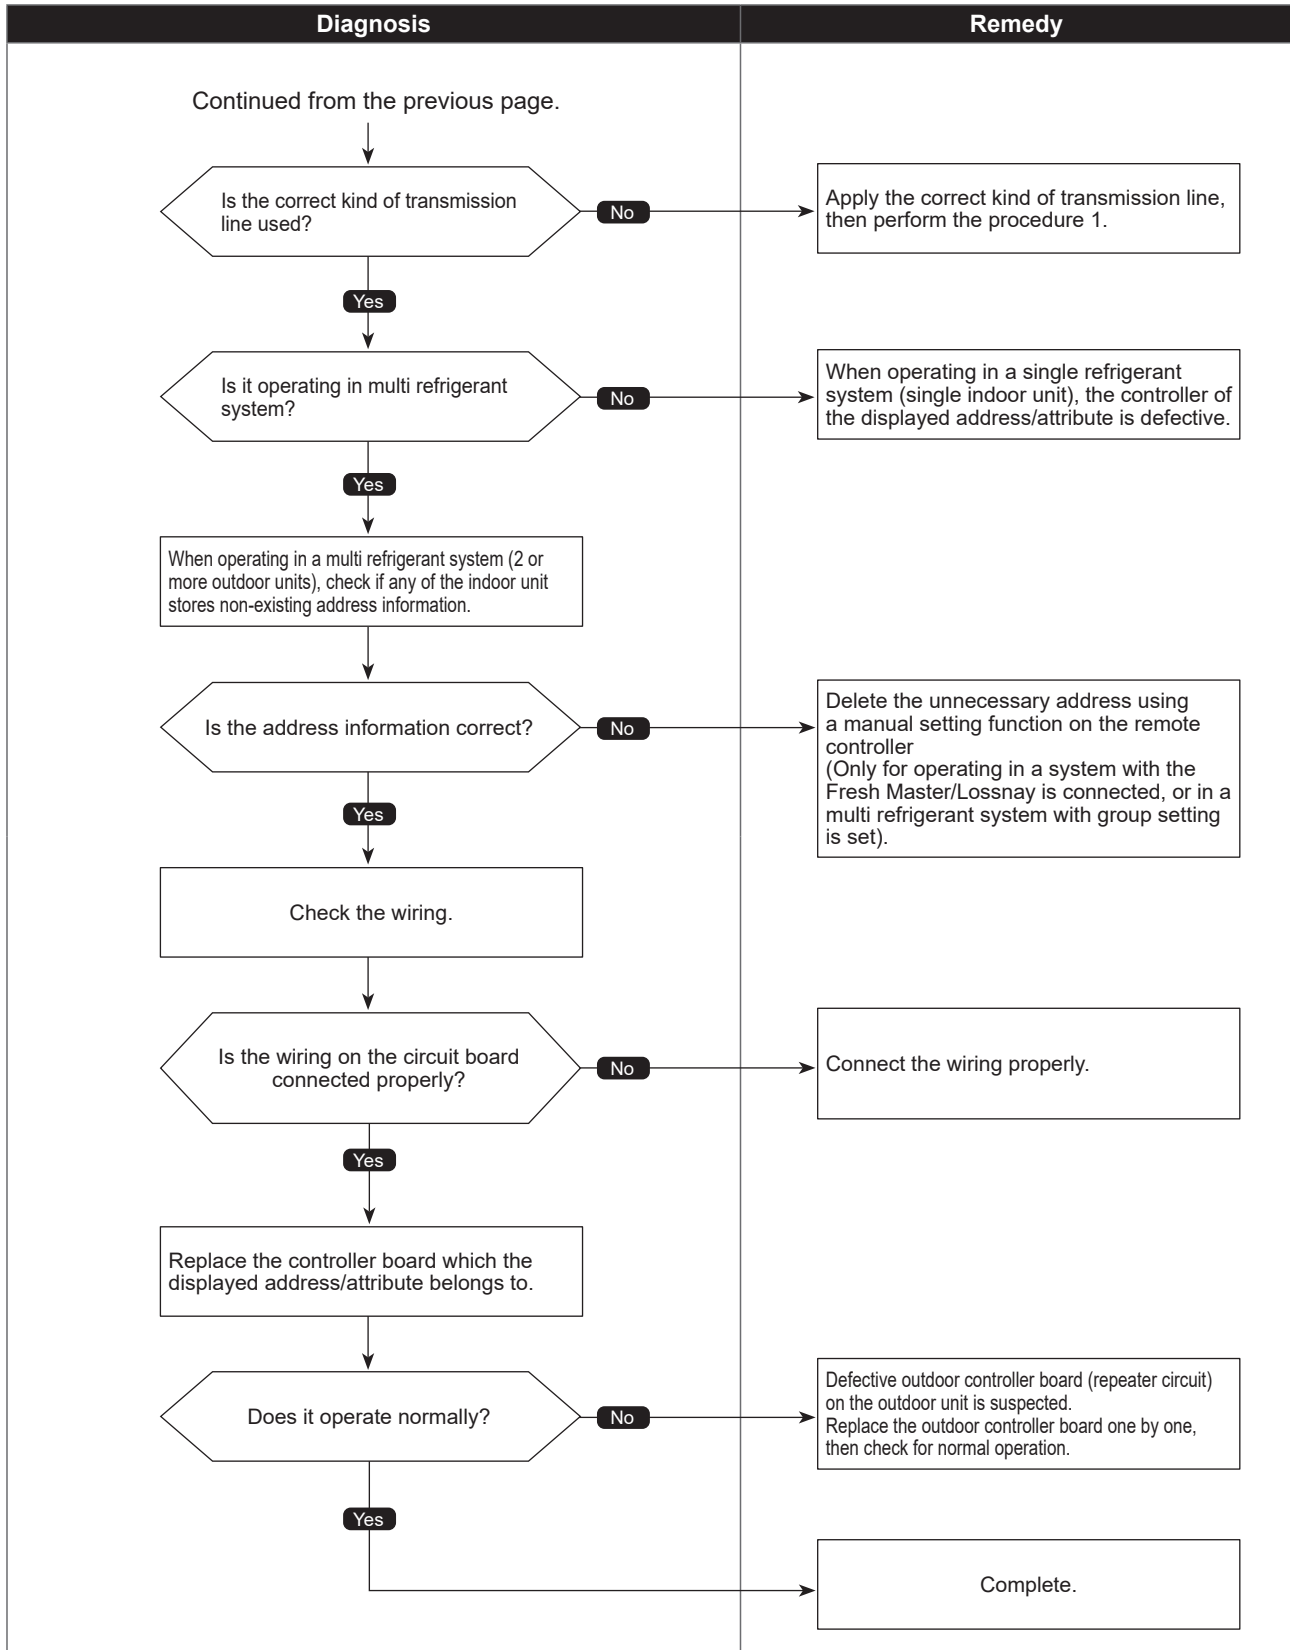 Diagnosis
Remedy
Continued from the previous page.
Is the correct kind of transmission
line used?
No
Apply the correct kind of transmission line,
then perform the procedure 1.
Yes
Is it operating in multi refrigerant
system?
No
When operating in a single refrigerant
system (single indoor unit), the controller of
the displayed address/attribute is defective.
Yes
When operating in a multi refrigerant system (2 or
more outdoor units), check if any of the indoor unit
stores non-existing address information.
Is the address information correct?
No
Delete the unnecessary address using
a manual setting function on the remote
controller
(Only for operating in a system with the
Fresh Master/Lossnay is connected, or in a
multi refrigerant system with group setting
is set).
Yes
Check the wiring.
Is the wiring on the circuit board
connected properly?
No
Connect the wiring properly.
Yes
Replace the controller board which the
displayed address/attribute belongs to.
Does it operate normally?
No
Defective outdoor controller board (repeater circuit)
on the outdoor unit is suspected.
Replace the outdoor controller board one by one,
then check for normal operation.
Yes
Complete.